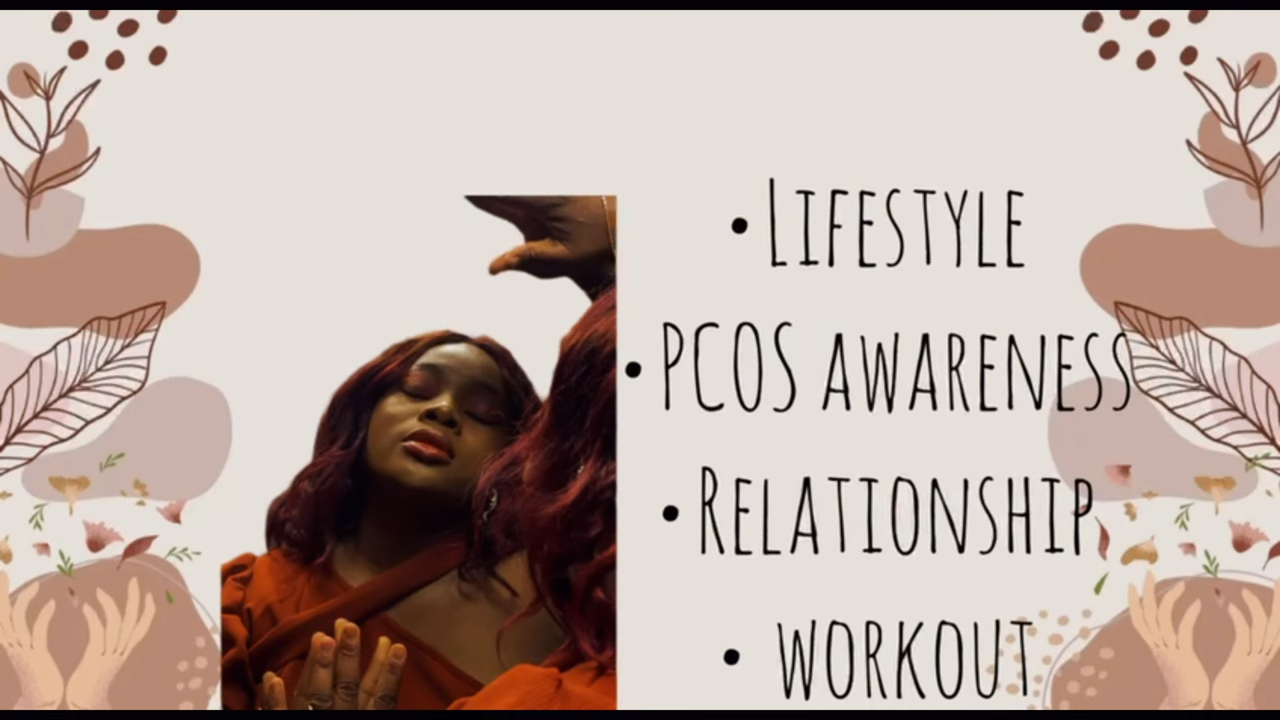 • Lifestyle
• PCOS awareness
• Relationship
• workout